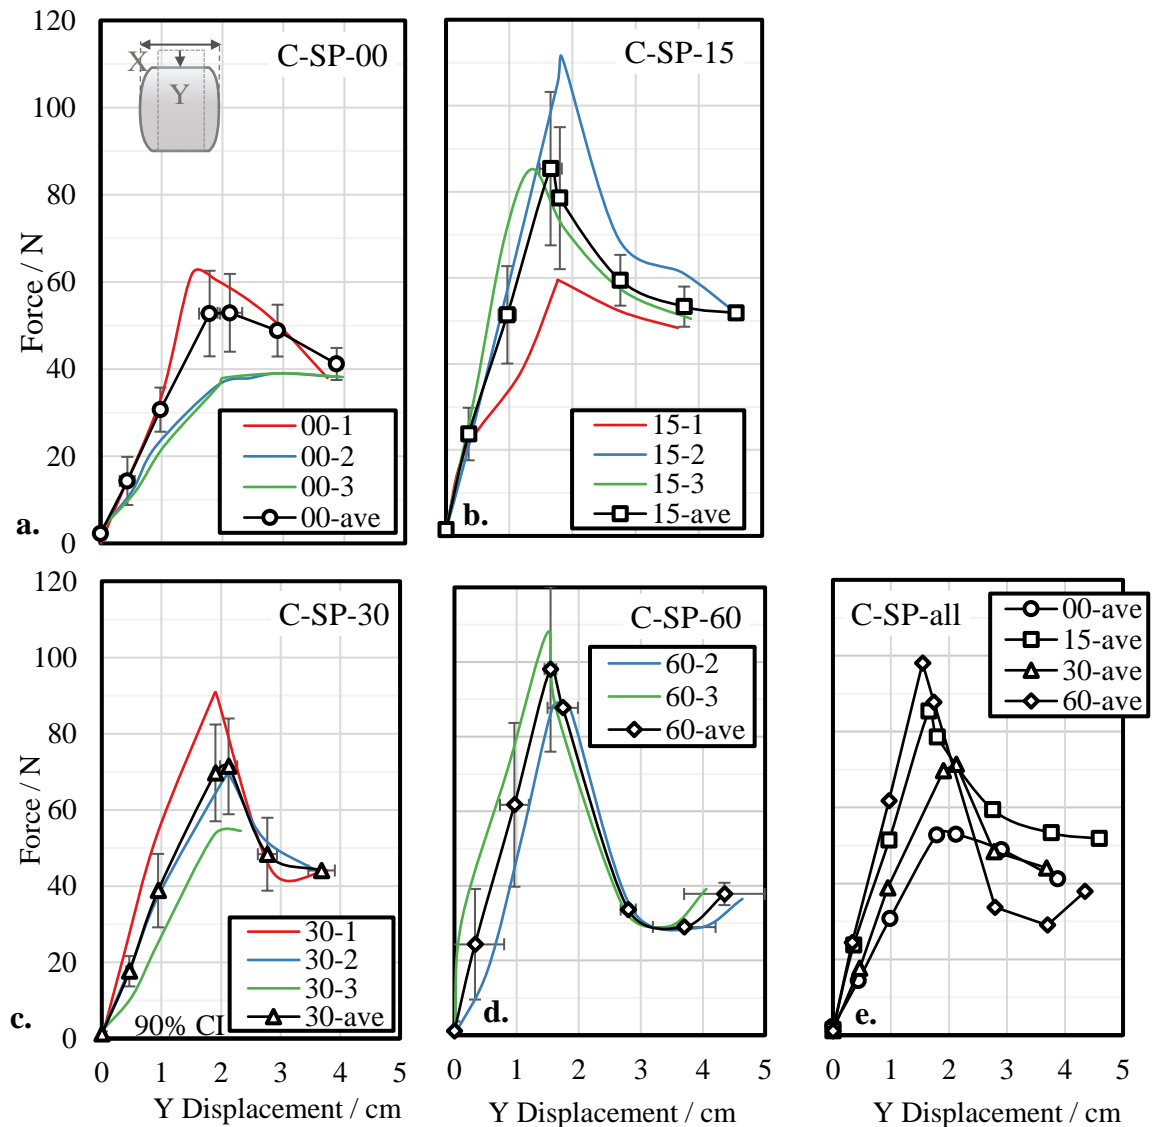 120
100
80
60
40
20
0
Force / N
C-SP-00
X
Y
00-1
00-2
00-3
00-ave
a.
C-SP-15
15-1
15-2
15-3
15-ave
b.
120
100
80
60
40
20
0
Force / N
C-SP-30
30-1
30-2
30-3
30-ave
c.
90% CI
0 1 2 3 4 5
Y Displacement / cm
C-SP-60
60-2
60-3
60-ave
d.
0 1 2 3 4 5
Y Displacement / cm
C-SP-all
00-ave
15-ave
30-ave
60-ave
e.
0 1 2 3 4 5
Y Displacement / cm